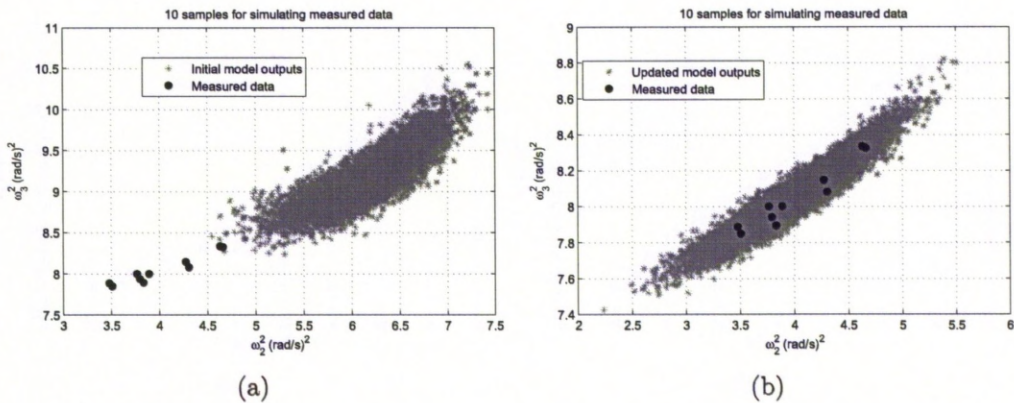 10 samples for simulating measured data
11
10.5
10
9.5
9
8.5
8
7.5
ω₃² (rad/s)²
Initial model outputs
Measured data
3 3.5 4 4.5 5 5.5 6 6.5 7 7.5
ω₂² (rad/s)²
(a)
10 samples for simulating measured data
9
8.8
8.6
8.4
8.2
8
7.8
7.6
7.4
ω₃² (rad/s)²
Updated model outputs
Measured data
2 2.5 3 3.5 4 4.5 5 5.5 6
ω₂² (rad/s)²
(b)